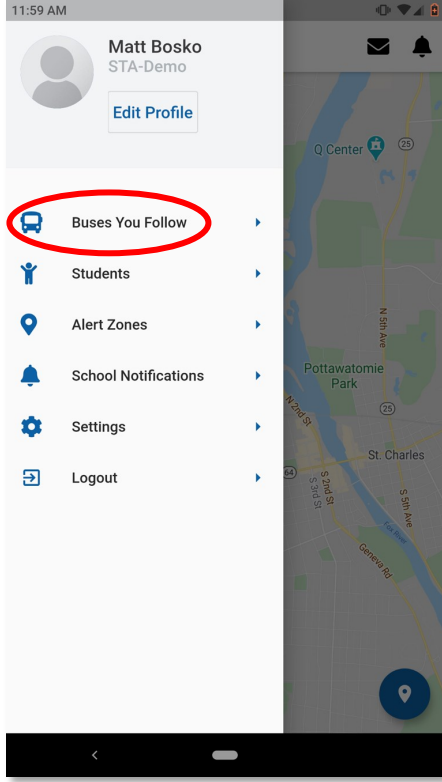 11:59 AM
Matt Bosko
STA-Demo
Edit Profile
Buses You Follow
Students
Alert Zones
School Notifications
Settings
Logout
Q Center
25
N 5th Ave
Pottawatomie
Park
N 2nd St
25
St. Charles
64
S 2nd St
S 3rd St
S 5th Ave
Fox River
Geneva Rd